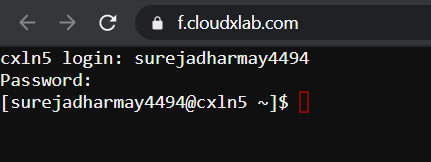 f.cloudxlab.com
cxln5 login: surejadharmay4494
Password:
[surejadharmay4494@cxln5 ~]$